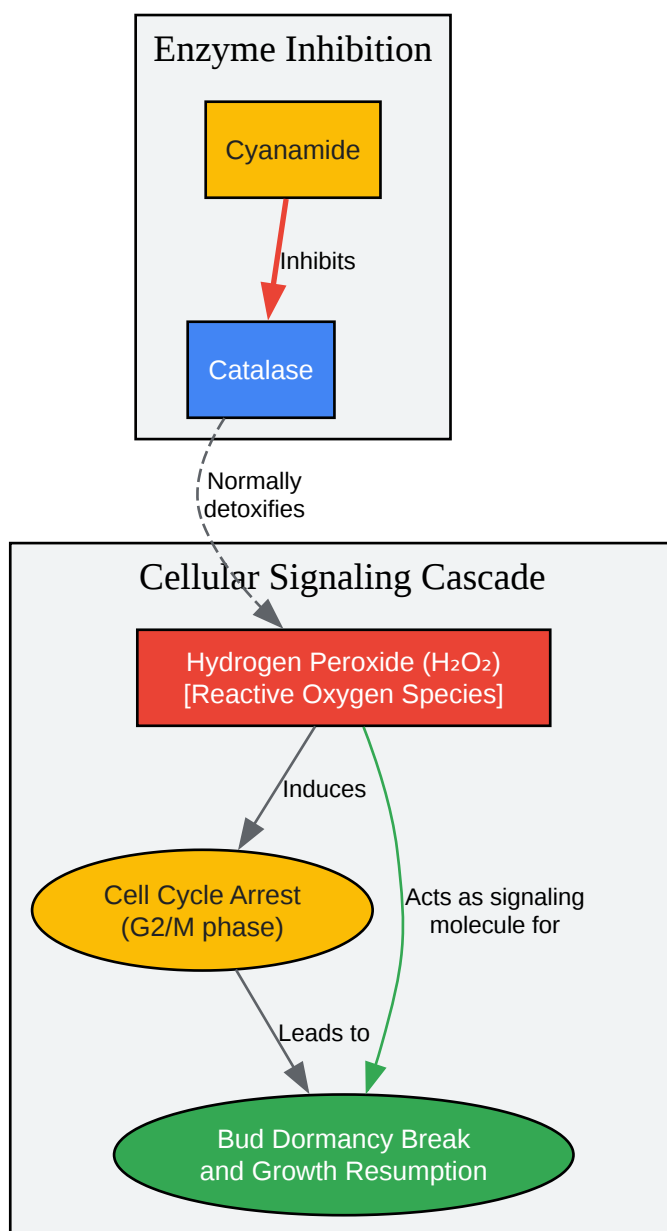 Enzyme Inhibition
Cyanamide
Inhibits
Catalase
Normally
detoxifies
Cellular Signaling Cascade
Hydrogen Peroxide (H₂O₂)
[Reactive Oxygen Species]
Induces
Cell Cycle Arrest
(G2/M phase)
Acts as signaling
molecule for
Leads to
Bud Dormancy Break
and Growth Resumption